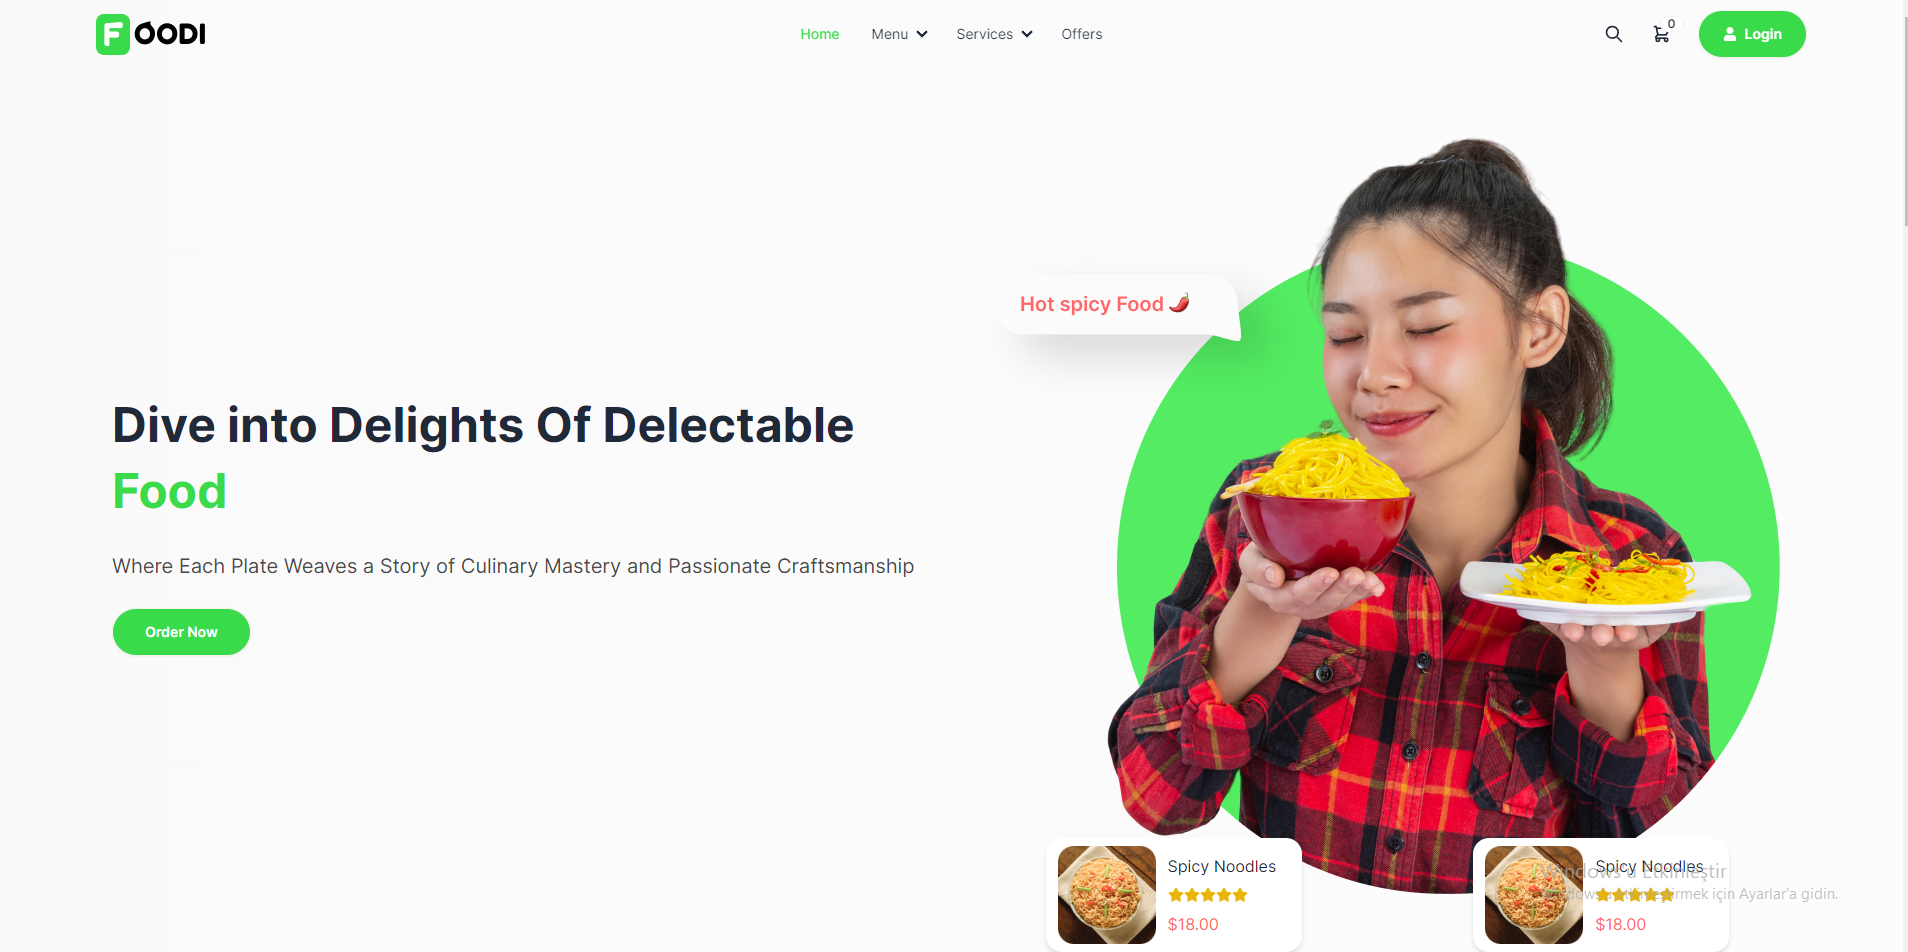 FOODI
Home
Menu
Services
Offers
0
Login
Hot spicy Food 🌶️
Dive into Delights Of Delectable
Food
Where Each Plate Weaves a Story of Culinary Mastery and Passionate Craftsmanship
Order Now
Spicy Noodles
$18.00
Spicy Noodles
$18.00
Windows'u Etkinleştir
Windows'u etkinleştirmek için Ayarlar'a gidin.